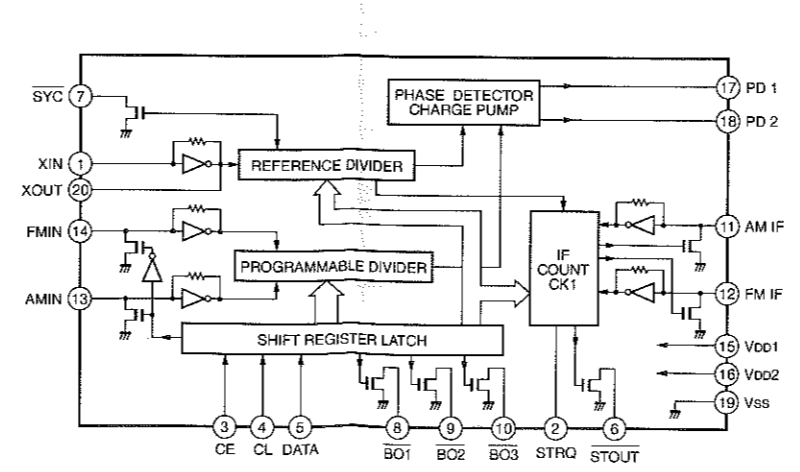 SYC
7
PHASE DETECTOR
CHARGE PUMP
17 PD 1
18 PD 2
XIN 1
REFERENCE DIVIDER
XOUT 20
FMIN 14
11 AM IF
IF
COUNT
CK1
PROGRAMMABLE DIVIDER
AMIN 13
12 FM IF
SHIFT REGISTER LATCH
15 VDD1
16 VDD2
19 VSS
3 4 5 8 9 10 2 6
CE CL DATA BO1 BO2 BO3 STRQ STOUT